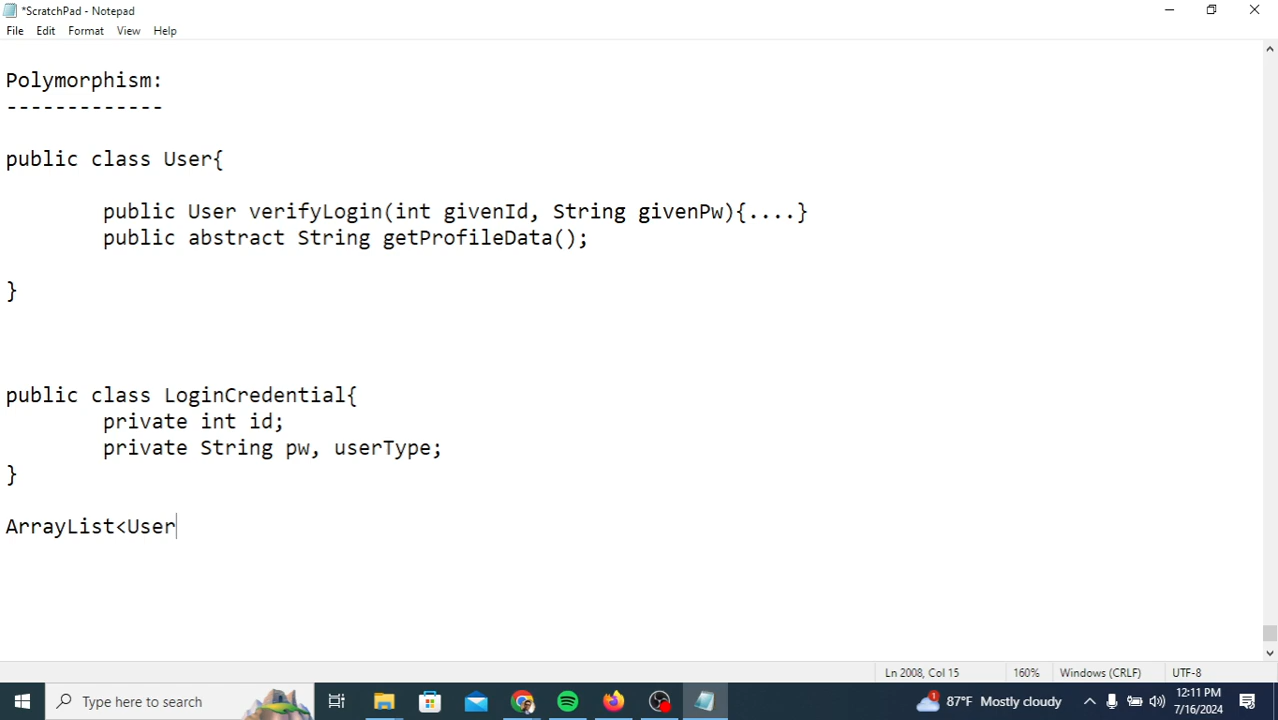 *ScratchPad - Notepad
File Edit Format View Help
Polymorphism:
-------------
public class User{
public User verifyLogin(int givenId, String givenPw){....}
public abstract String getProfileData();
}
public class LoginCredential{
private int id;
private String pw, userType;
}
ArrayList<User
Ln 2008, Col 15 160% Windows (CRLF) UTF-8
Type here to search
1
87°F Mostly cloudy
12:11 PM
7/16/2024